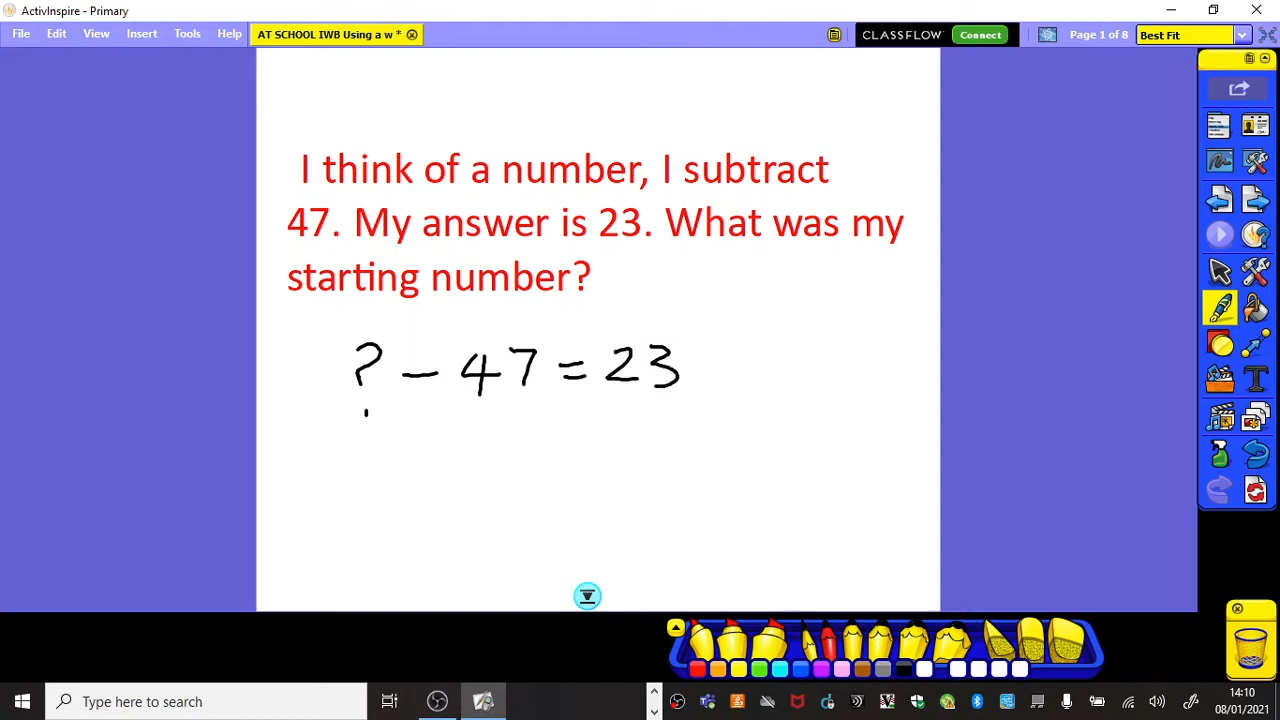 ActivInspire - Primary
File Edit View Insert Tools Help AT SCHOOL IWB Using a w * CLASSFLOW Connect Page 1 of 8 Best Fit
I think of a number, I subtract
47. My answer is 23. What was my
starting number?
? - 47 = 23
Type here to search
14:10
08/01/2021